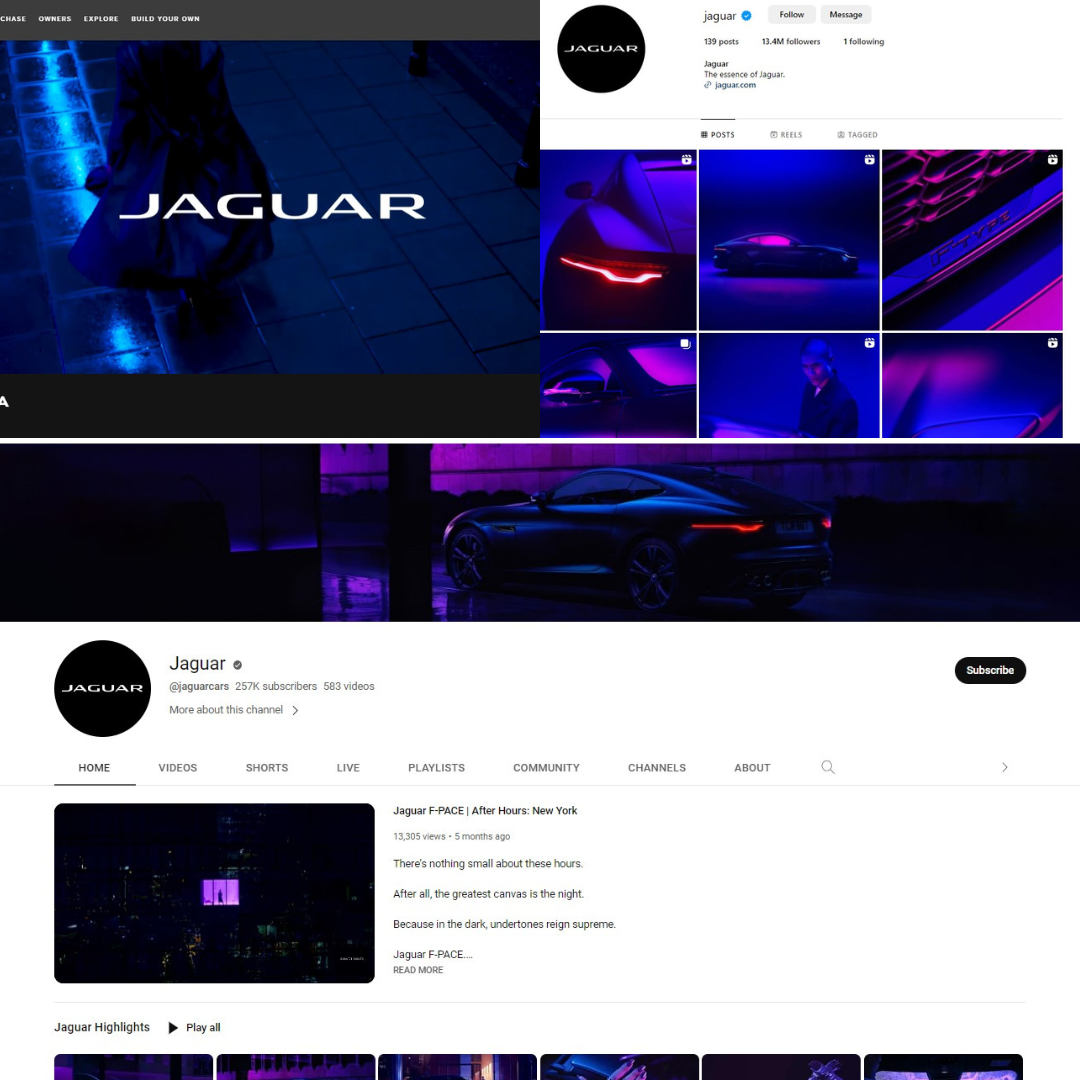 CHASE OWNERS EXPLORE BUILD YOUR OWN
JAGUAR
A
JAGUAR
jaguar Follow Message
139 posts 13.4M followers 1 following
Jaguar
The essence of Jaguar.
jaguar.com
POSTS REELS TAGGED
F-TYPE
JAGUAR
Jaguar
@jaguarcars 257K subscribers 583 videos
More about this channel
Subscribe
HOME VIDEOS SHORTS LIVE PLAYLISTS COMMUNITY CHANNELS ABOUT
JAGUAR
Jaguar F-PACE | After Hours: New York
13,305 views • 5 months ago
There's nothing small about these hours.
After all, the greatest canvas is the night.
Because in the dark, undertones reign supreme.
Jaguar F-PACE....
READ MORE
Jaguar Highlights Play all